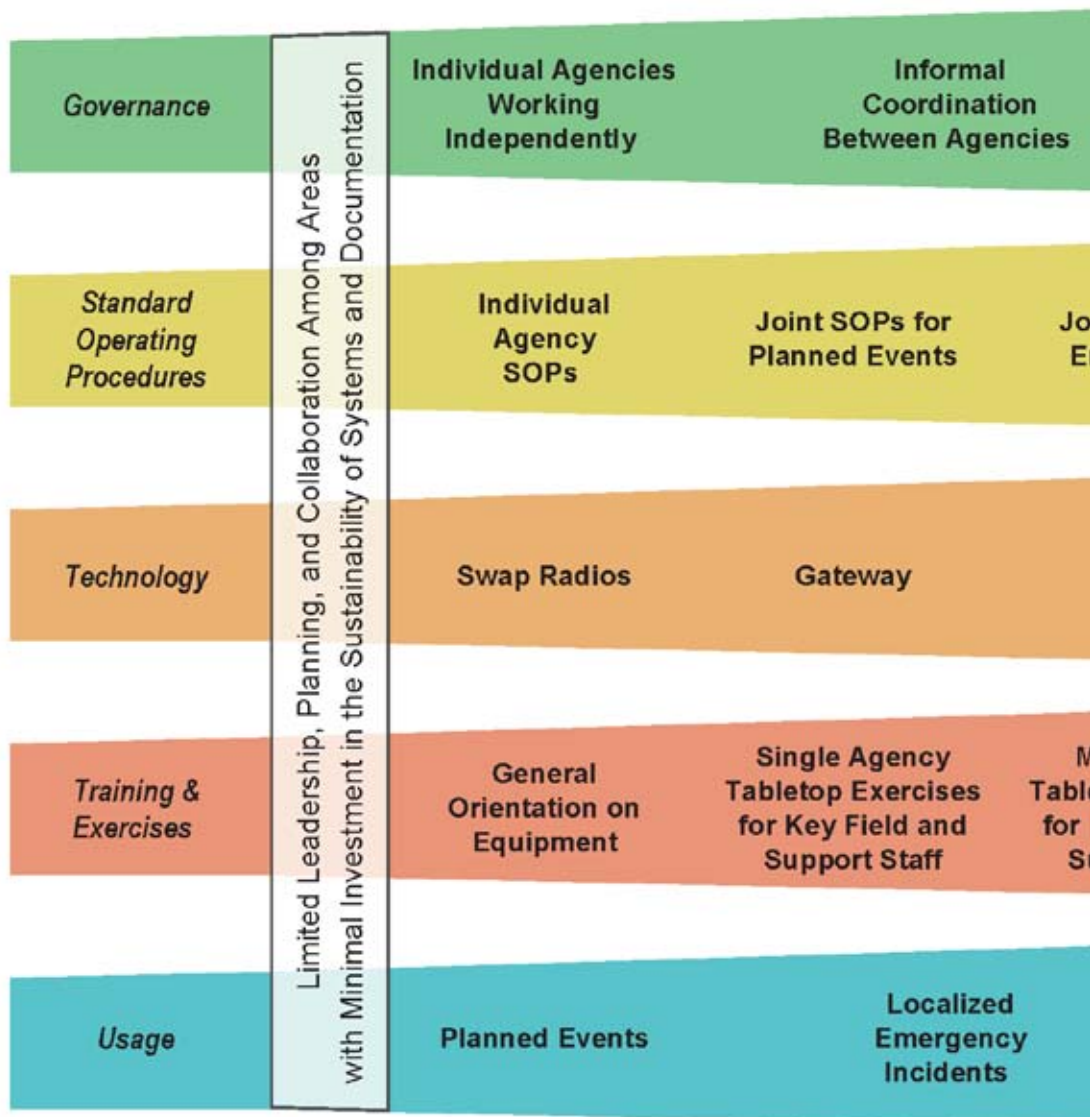 Governance
Individual Agencies
Working
Independently
Informal
Coordination
Between Agencies
Limited Leadership, Planning, and Collaboration Among Areas
with Minimal Investment in the Sustainability of Systems and Documentation
Standard
Operating
Procedures
Individual
Agency
SOPs
Joint SOPs for
Planned Events
Technology
Swap Radios
Gateway
Training &
Exercises
General
Orientation on
Equipment
Single Agency
Tabletop Exercises
for Key Field and
Support Staff
for
Usage
Planned Events
Localized
Emergency
Incidents